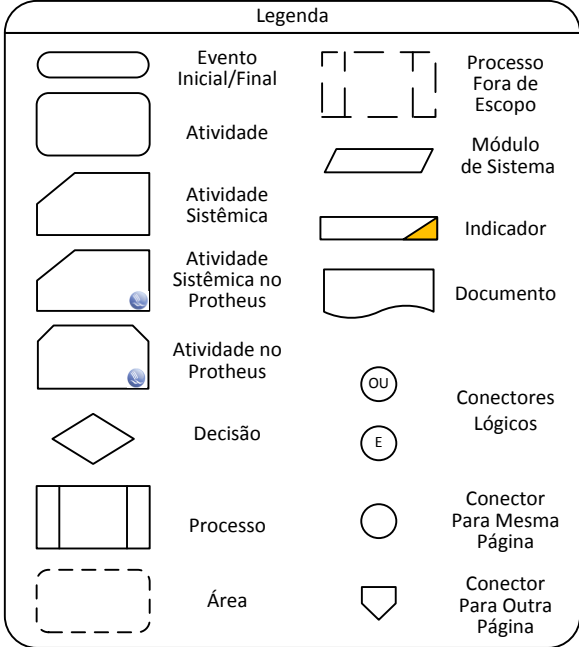 Legenda
Evento
Inicial/Final
Atividade
Atividade
Sistêmica
Atividade
Sistêmica no
Protheus
Atividade no
Protheus
Decisão
Processo
Área
Processo
Fora de
Escopo
Módulo
de Sistema
Indicador
Documento
OU
E
Conectores
Lógicos
Conector
Para Mesma
Página
Conector
Para Outra
Página